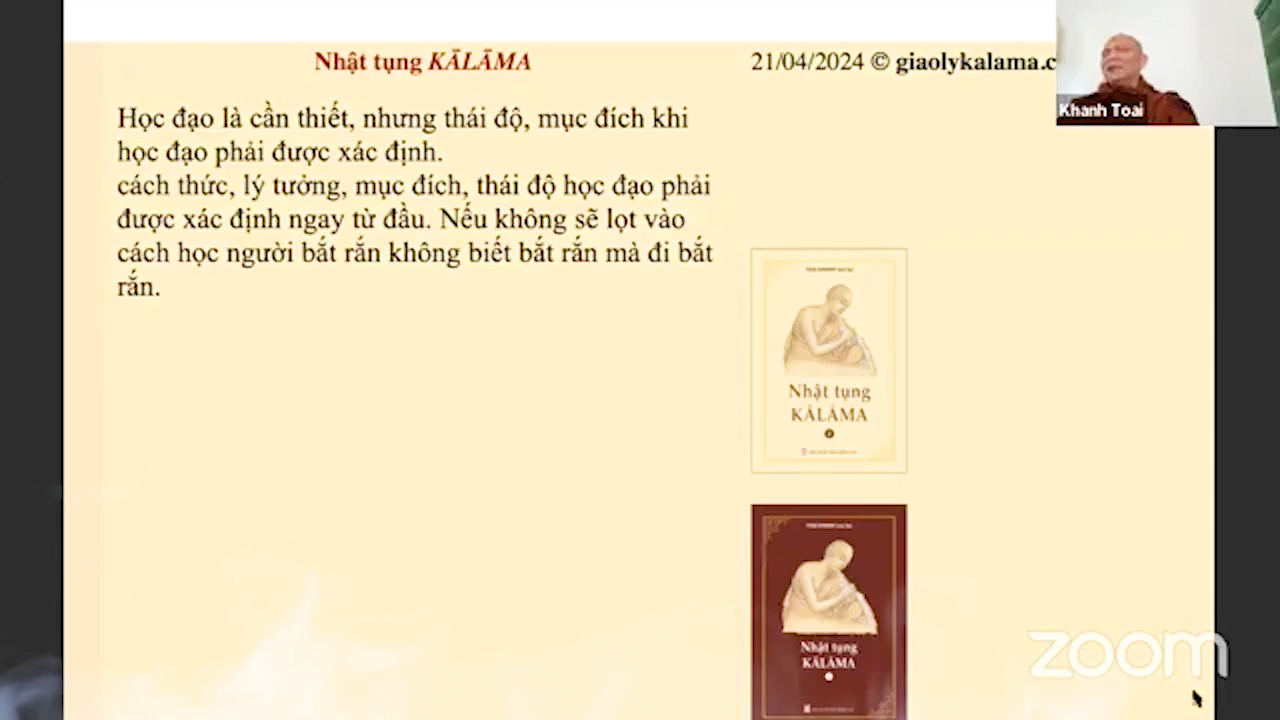 Nhật tụng KĀLĀMA
21/04/2024 © giaolykalama.c
Khanh Toai
Học đạo là cần thiết, nhưng thái độ, mục đích khi
học đạo phải được xác định.
cách thức, lý tưởng, mục đích, thái độ học đạo phải
được xác định ngay từ đầu. Nếu không sẽ lọt vào
cách học người bắt rắn không biết bắt rắn mà đi bắt
rắn.
Nhật tụng
KĀLĀMA
Nhật tụng
KĀLĀMA
zoom